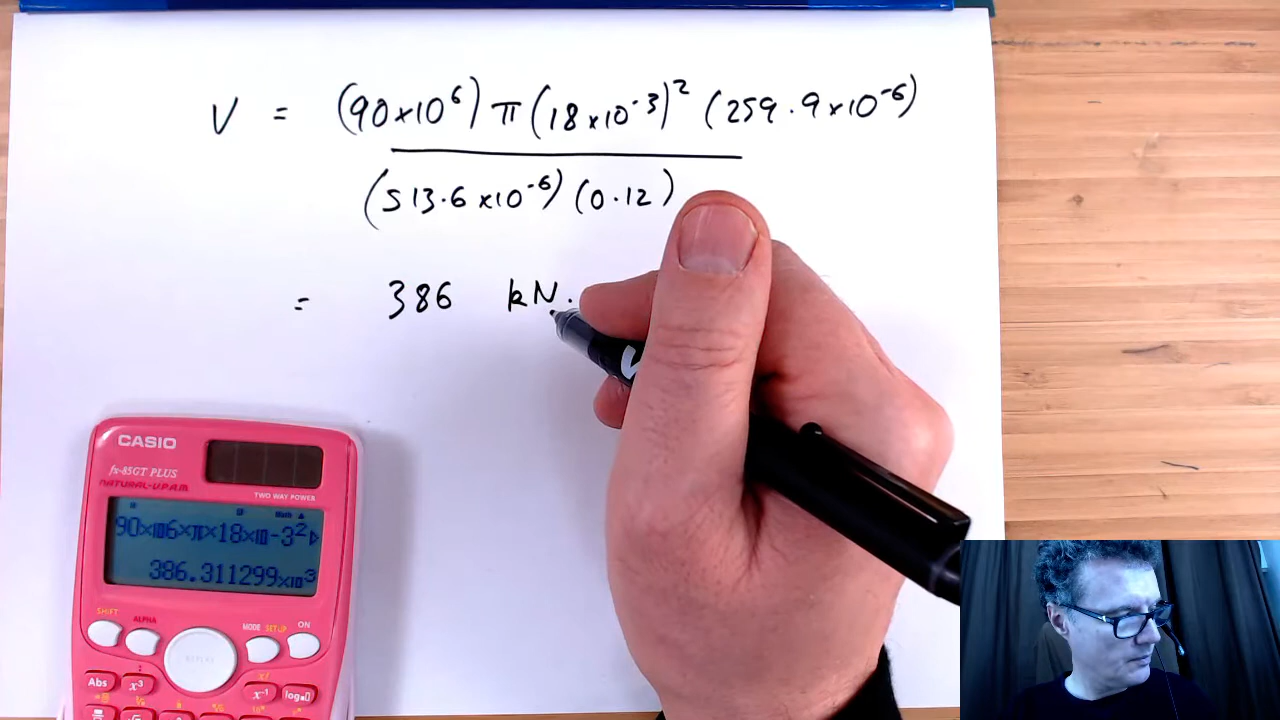 V = (90×10⁶) π (18×10⁻³)² (259.9×10⁻⁶)
(513.6×10⁻⁶) (0.12)
= 386 kN.
CASIO
fx-85GT PLUS
NATURAL-V.P.A.M.
TWO WAY POWER
Math ▲
90×10⁶×π×18×10⁻³²▷
386.311299×10³
SHIFT ALPHA MODE SETUP ON
REPLAY
Abs x³ x⁻¹ log